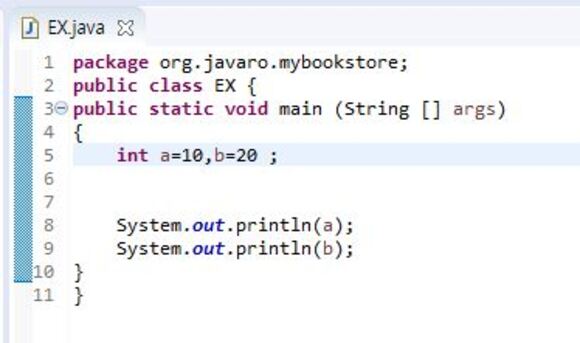 EX.java
1 package org.javaro.mybookstore;
2 public class EX {
3 public static void main (String [] args)
4 {
5     int a=10,b=20 ;
6
7
8     System.out.println(a);
9     System.out.println(b);
10 }
11 }